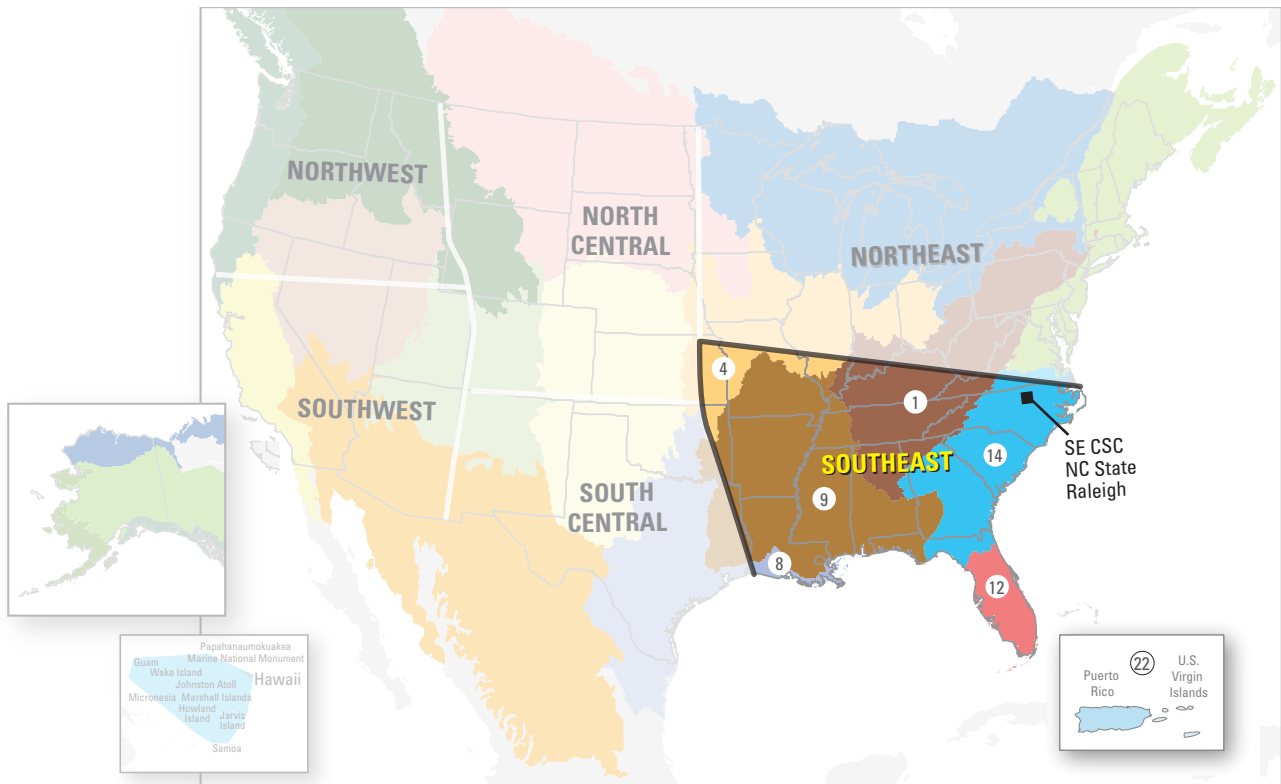 NORTHWEST
NORTH
CENTRAL
NORTHEAST
4
1
SOUTHWEST
SE CSC
NC State
Raleigh
14
SOUTHEAST
9
SOUTH
CENTRAL
8
12
Papahanaumokuakea
Marine National Monument
Guam
Wake Island
Hawaii
Johnston Atoll
Micronesia
Marshall Islands
Howland
Island
Jarvis
Island
Samoa
22
Puerto
Rico
U.S.
Virgin
Islands